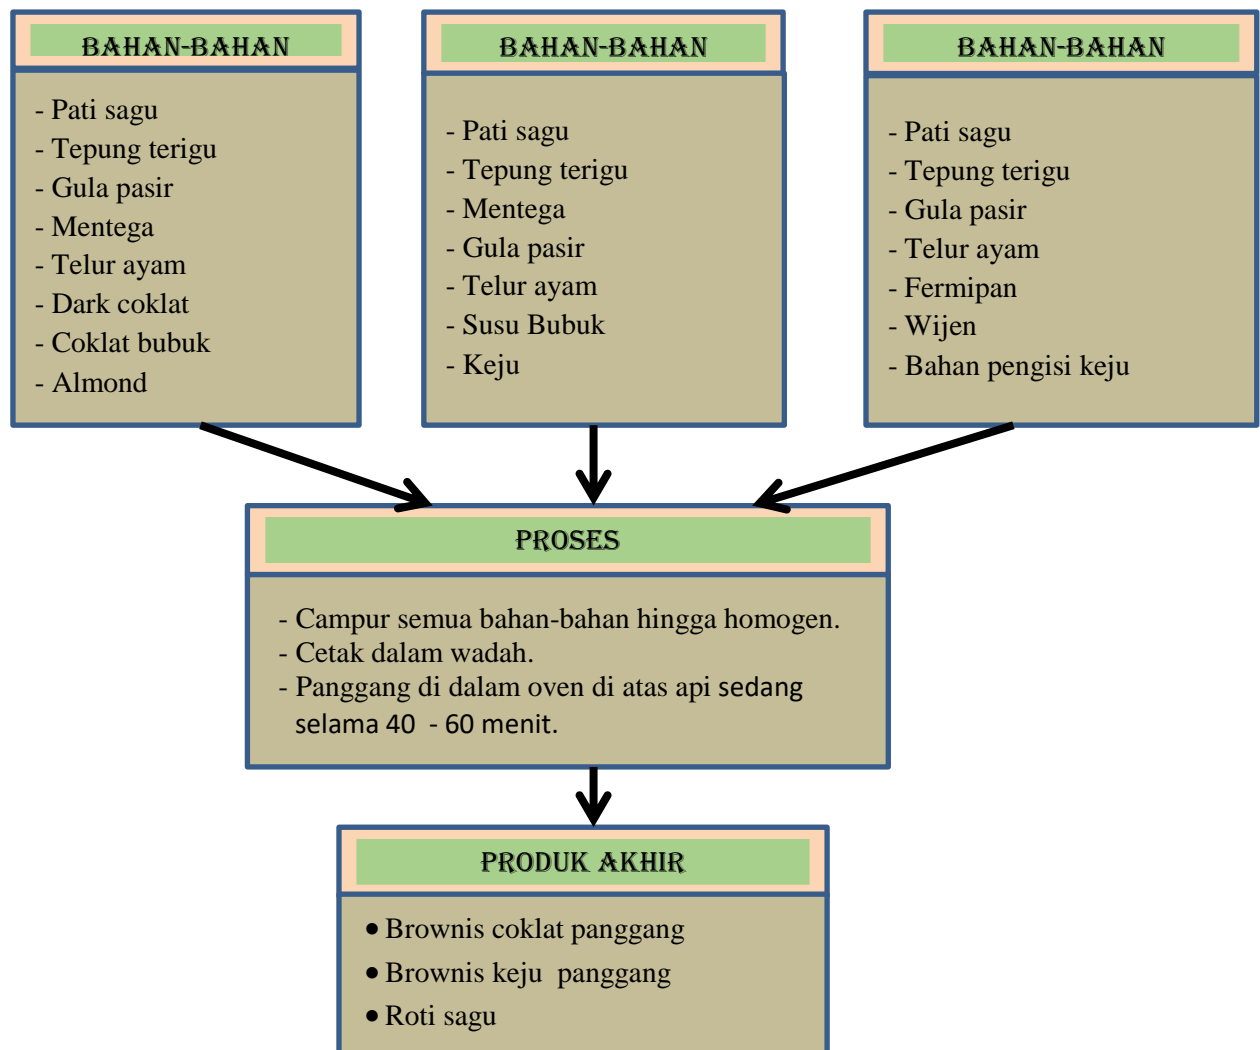 BAHAN-BAHAN
- Pati sagu
- Tepung terigu
- Gula pasir
- Mentega
- Telur ayam
- Dark coklat
- Coklat bubuk
- Almond
BAHAN-BAHAN
- Pati sagu
- Tepung terigu
- Mentega
- Gula pasir
- Telur ayam
- Susu Bubuk
- Keju
BAHAN-BAHAN
- Pati sagu
- Tepung terigu
- Gula pasir
- Telur ayam
- Fermipan
- Wijen
- Bahan pengisi keju
PROSES
- Campur semua bahan-bahan hingga homogen.
- Cetak dalam wadah.
- Panggang di dalam oven di atas api sedang
selama 40 - 60 menit.
PRODUK AKHIR
• Brownis coklat panggang
• Brownis keju panggang
• Roti sagu